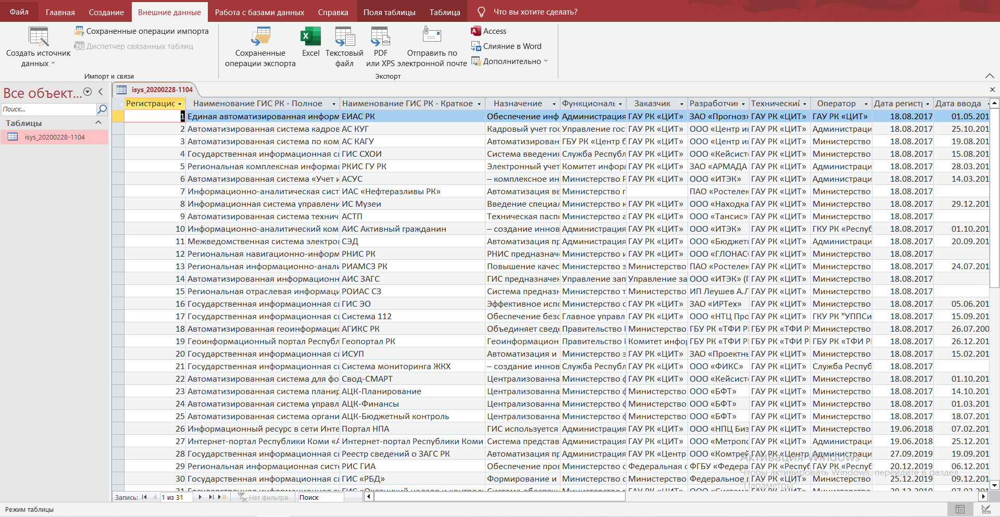 Файл Главная Создание Внешние данные Работа с базами данных Справка Поля таблицы Таблица Что вы хотите сделать?
Создать источник данных
Сохраненные операции импорта
Диспетчер связанных таблиц
Импорт и связи
Сохраненные операции экспорта
Excel
Текстовый файл
PDF или XPS
Отправить по электронной почте
Access
Слияние в Word
Дополнительно
Экспорт
Все объект...
Поиск...
Таблицы
isys_20200228-1104
isys_20200228-1104
Регистрацис Наименование ГИС РК - Полное Наименование ГИС РК - Краткое Назначение Функциональ Заказчик Разработчи Технический Оператор Дата регистр Дата ввода
1 Единая автоматизированная информ ЕИАС РК Обеспечение инф Администрация ГАУ РК «ЦИТ» ЗАО «Прогноз» ГАУ РК «ЦИТ» ГАУ РК «ЦИТ» 18.08.2017 01.05.201
2 Автоматизированная система кадров АС КУГ Кадровый учет гос Управление гос ГАУ РК «ЦИТ» ООО «Центр и ГАУ РК «ЦИТ» Администраци 18.08.2017 25.10.201
3 Автоматизированная система по ком АС КАГУ Автоматизирован ГБУ РК «Центр б ГАУ РК «ЦИТ» ООО «Центр и ГАУ РК «ЦИТ» Министерство 18.08.2017 19.08.201
4 Государственная информационная си ГИС СХОИ Система введения Служба Республ ГАУ РК «ЦИТ» ООО «Кейсист ГАУ РК «ЦИТ» Министерство 18.08.2017 15.08.201
5 Региональная комплексная информа РКИС ГУ РК Электронный учет Комитет инфор ГАУ РК «ЦИТ» ЗАО «АРМАДА ГАУ РК «ЦИТ» Администраци 18.08.2017 28.03.201
6 Автоматизированная система «Учет и АСУС – комплексное ин Министерство Р ГАУ РК «ЦИТ» ООО «ИТЭК» ГАУ РК «ЦИТ» Администраци 18.08.2017 14.03.201
7 Информационно-аналитическая сист ИАС «Нефтеразливы РК» Автоматизация ве Министерство п ПАО «Ростелек ГАУ РК «ЦИТ» Министерство 18.08.2017
8 Информационная система управлени ИС Музеи Введение специал Министерство к ГАУ РК «ЦИТ» ООО «Находка ГАУ РК «ЦИТ» Министерство 18.08.2017 29.12.201
9 Автоматизированная система технич АСТП Техническая паспо Министерство а ГАУ РК «ЦИТ» ООО «Тансис» ГАУ РК «ЦИТ» Министерство 18.08.2017
10 Информационно-аналитический ком АИС Активный гражданин – создание иннов Администрация ГАУ РК «ЦИТ» ООО «ИТЭК» ГАУ РК «ЦИТ» ГКУ РК «Респуб 18.08.2017 01.10.201
11 Межведомственная система электро СЭД Автоматизация пр Администрация ГАУ РК «ЦИТ» ООО «Бюджет ГАУ РК «ЦИТ» Администраци 18.08.2017 20.09.201
12 Региональная навигационно-информ РНИС РК РНИС предназнач Министерство и ГАУ РК «ЦИТ» ООО «ГЛОНАС ГАУ РК «ЦИТ» Министерство 18.08.2017
13 Региональная информационно-анали РИАМСЗ РК Повышение качес Министерство з Министерство ПАО «Ростелек ГАУ РК «ЦИТ» Министерство 18.08.2017 24.07.201
14 Автоматизированная информационн АИС ЗАГС ГИС предназначен Управление зап Управление за ООО «ИТЭК» (Г ГАУ РК «ЦИТ» Министерство 18.08.2017
15 Региональная отраслевая информаци РОИАС СЗ Система предназн Министерство т Министерство ИП Леушев А.Л ГАУ РК «ЦИТ» Министерство 18.08.2017
16 Государственная информационная си ГИС ЭО Эффективное испо Министерство о ГАУ РК «ЦИТ» ЗАО «ИРТех» ГАУ РК «ЦИТ» Министерство 18.08.2017 05.06.201
17 Государственная информационная си Система 112 Обеспечение безо Главное управл ГАУ РК «ЦИТ» ООО «НТЦ Про ГАУ РК «ЦИТ» ГКУ РК "УППСи 18.08.2017 15.09.201
18 Автоматизированная геоинформацио АГИКС РК Объединяет сведе Правительство Министерство ГБУ РК «ТФИ Р ГБУ РК «ТФИ Р Министерство 18.08.2017 26.07.200
19 Геоинформационный портал Республ Геопортал РК Геоинформацион Правительство Комитет инфо ГБУ РК «ТФИ Р ГБУ РК «ТФИ Р ГБУ РК «ТФИ Р 18.08.2017 26.12.201
20 Государственная информационная си ИСУП Автоматизация и Министерство э ГАУ РК «ЦИТ» ЗАО «Проектн ГАУ РК «ЦИТ» Министерство 18.08.2017 15.02.201
21 Государственная информационная си Система мониторинга ЖКХ – создание иннов Служба Республ ГАУ РК «ЦИТ» ООО «ФИКС» ГАУ РК «ЦИТ» Служба Респуб 18.08.2017
22 Автоматизированная система для фо Свод-СМАРТ Централизованна Министерство ф ГАУ РК «ЦИТ» ООО «Кейсист ГАУ РК «ЦИТ» Министерство 18.08.2017 01.10.201
23 Автоматизированная система планир АЦК-Планирование Централизованна Министерство ф Министерство ООО «БФТ» ГАУ РК «ЦИТ» Министерство 18.08.2017 14.10.201
24 Автоматизированная система управл АЦК-Финансы Централизованна Министерство ф Министерство ООО «БФТ» ГАУ РК «ЦИТ» Министерство 18.08.2017 01.03.201
25 Автоматизированная система органи АЦК-Бюджетный контроль Централизованна Министерство ф Министерство ООО «БФТ» ГАУ РК «ЦИТ» Министерство 18.08.2017 18.07.201
26 Информационный ресурс в сети Инте Портал НПА ГИС используется Администрация ГАУ РК «ЦИТ» ООО «НПЦ Биз ГАУ РК «ЦИТ» Министерство 19.06.2018 07.02.201
27 Интернет-портал Республики Коми «А Интернет-портал Республики Коми Система представ Администрация ГАУ РК «ЦИТ» ООО «Метропо ГАУ РК «ЦИТ» Администраци 19.06.2018 25.12.201
28 Государственная информационная си Реестр сведений о ЗАГС РК Автоматизация пр Администрация ГАУ РК «Центр ООО «Комтрей ГАУ РК «Центр Администраци 27.09.2019 19.09.201
29 Региональная информационная сист РИС ГИА Обеспечение пров Министерство о Федеральная с ФГБУ «Федера ГАУ РК «Респуб ГАУ РК «Респуб 20.12.2019 06.12.201
30 Государственная информационная си ГИС «РБД» Формирование и Министерство о Министерство Федеральное г ГАУ РК «ЦИТ» Министерство 25.12.2019 09.12.201
Активация Windows
Чтобы активировать Windows, перейдите в раздел
"Параметры".
Запись: 1 из 31 Нет фильтра Поиск
Режим таблицы